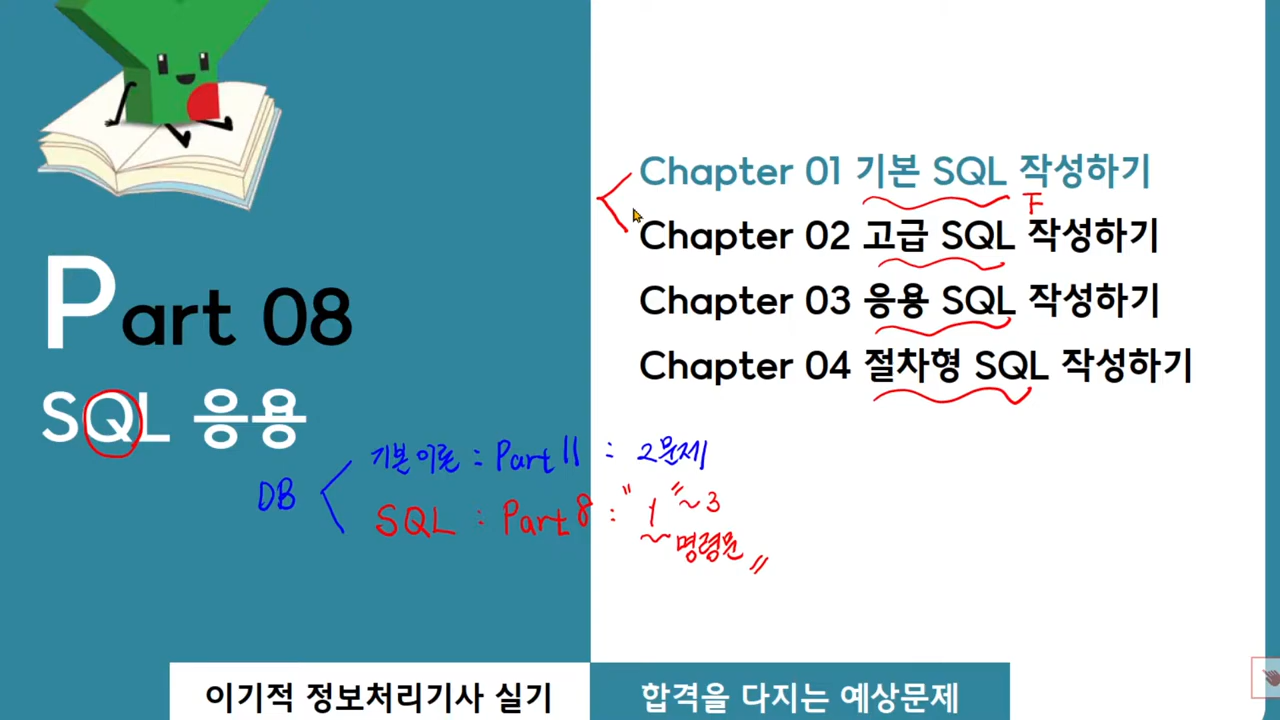 Part 08
SQL 응용
Chapter 01 기본 SQL 작성하기
Chapter 02 고급 SQL 작성하기
Chapter 03 응용 SQL 작성하기
Chapter 04 절차형 SQL 작성하기
DB
기본이론 : Part 11 : 2문제
SQL : Part 8 : "1" ~ 3
명령문"
이기적 정보처리기사 실기
합격을 다지는 예상문제